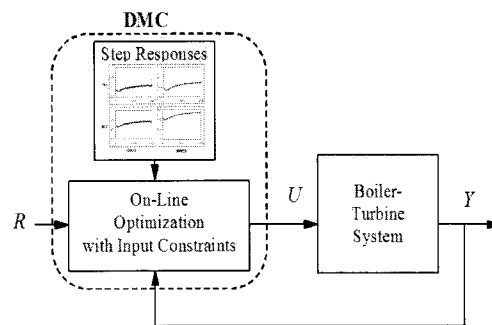 DMC
Step Responses
On-Line
Optimization
with Input Constraints
R
U
Boiler-
Turbine
System
Y